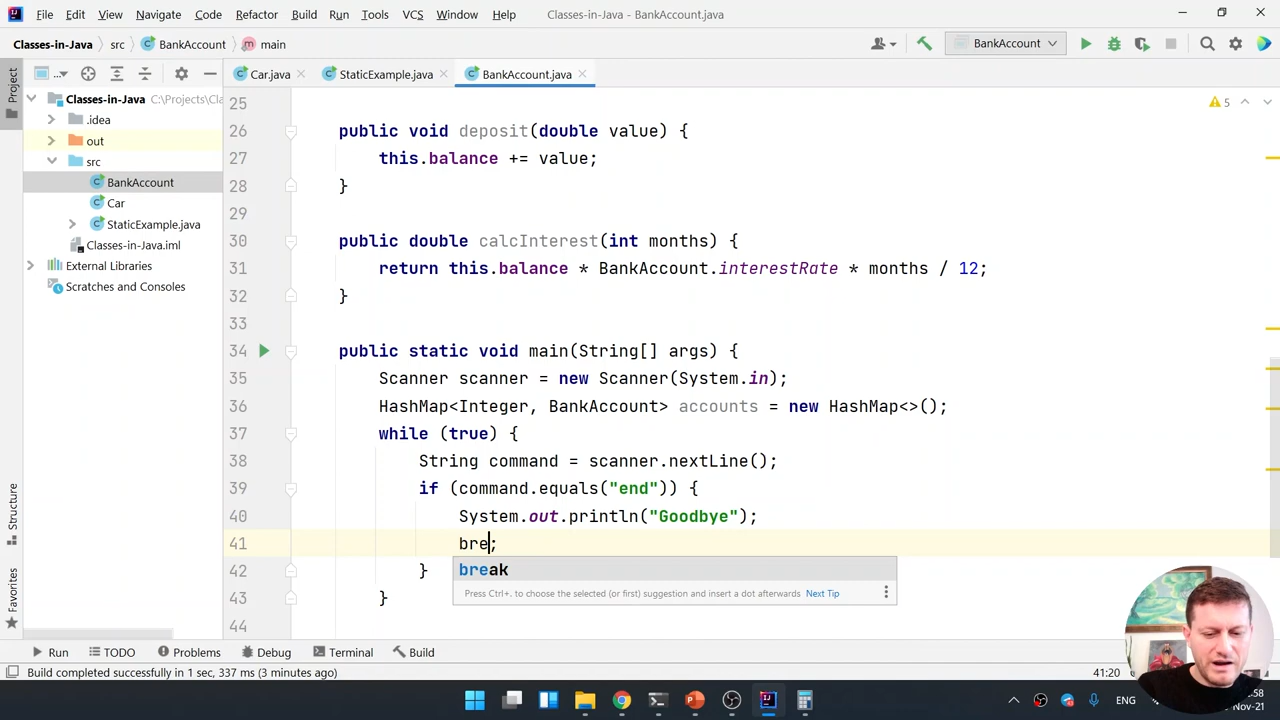 File Edit View Navigate Code Refactor Build Run Tools VCS Window Help Classes-in-Java - BankAccount.java
Classes-in-Java src BankAccount main BankAccount
Project
Car.java StaticExample.java BankAccount.java
Classes-in-Java C:\Projects\Cla
.idea
out
src
BankAccount
Car
StaticExample.java
Classes-in-Java.iml
External Libraries
Scratches and Consoles
5
25
26 public void deposit(double value) {
27 this.balance += value;
28 }
29
30 public double calcInterest(int months) {
31 return this.balance * BankAccount.interestRate * months / 12;
32 }
33
34 public static void main(String[] args) {
35 Scanner scanner = new Scanner(System.in);
36 HashMap<Integer, BankAccount> accounts = new HashMap<>();
37 while (true) {
38 String command = scanner.nextLine();
39 if (command.equals("end")) {
40 System.out.println("Goodbye");
41 bre;
42 }
43 }
44
break
Press Ctrl+. to choose the selected (or first) suggestion and insert a dot afterwards Next Tip
Structure
Favorites
Run TODO Problems Debug Terminal Build
Build completed successfully in 1 sec, 337 ms (3 minutes ago) 41:20
ENG
:58
Nov-21